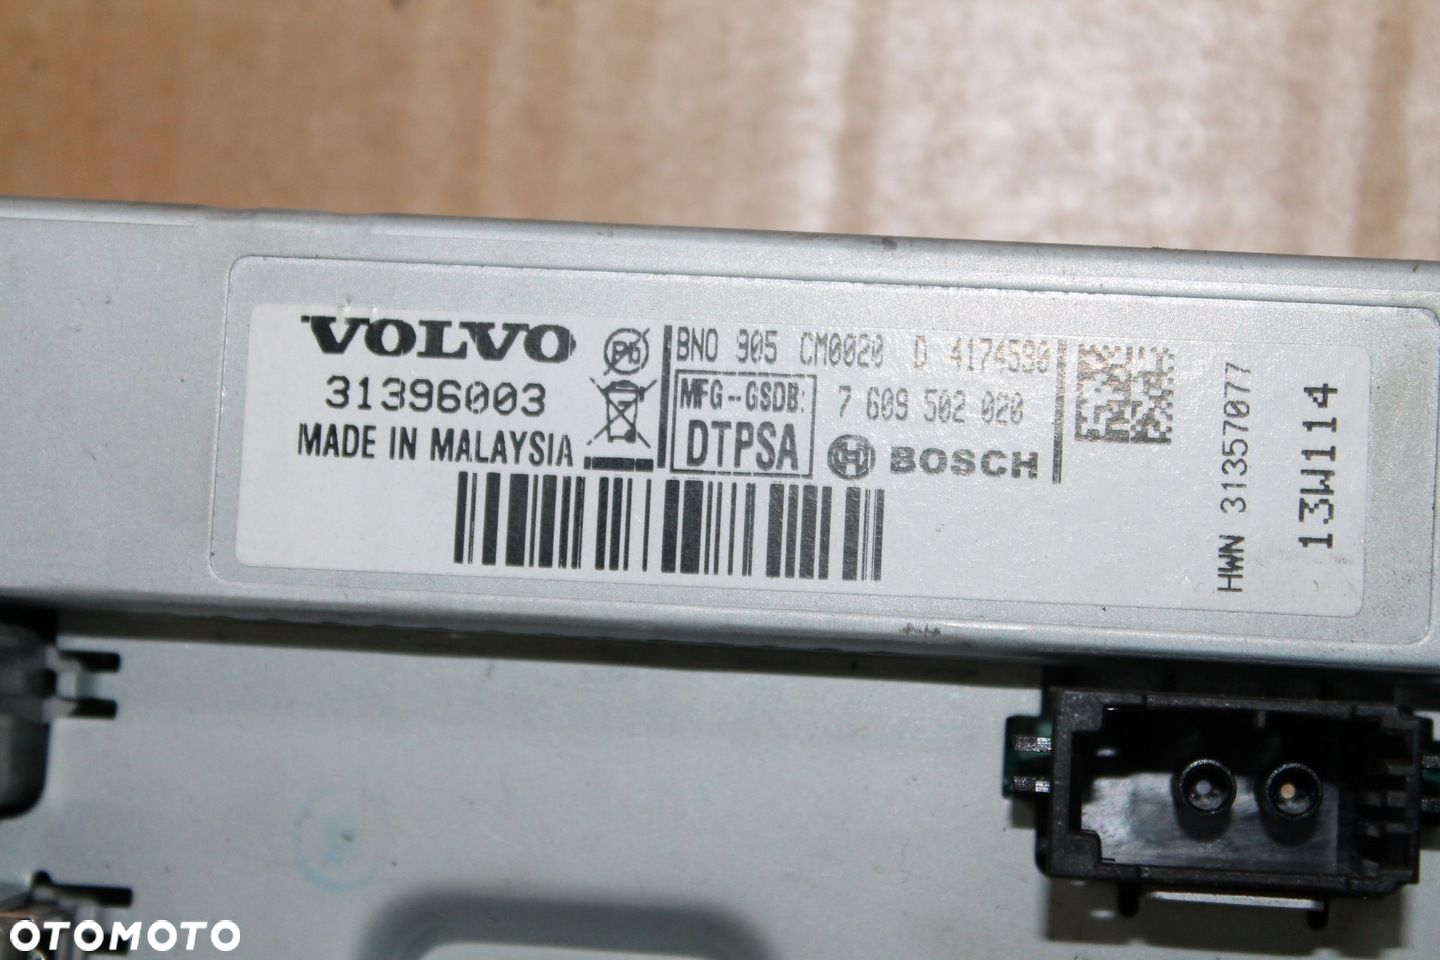 VOLVO
31396003
MADE IN MALAYSIA
Pb
BNO 905 CM0020 D 4174590
MFG--GSDB:
DTPSA
7 609 502 020
BOSCH
HWN 31357077
13W114
OTOMOTO